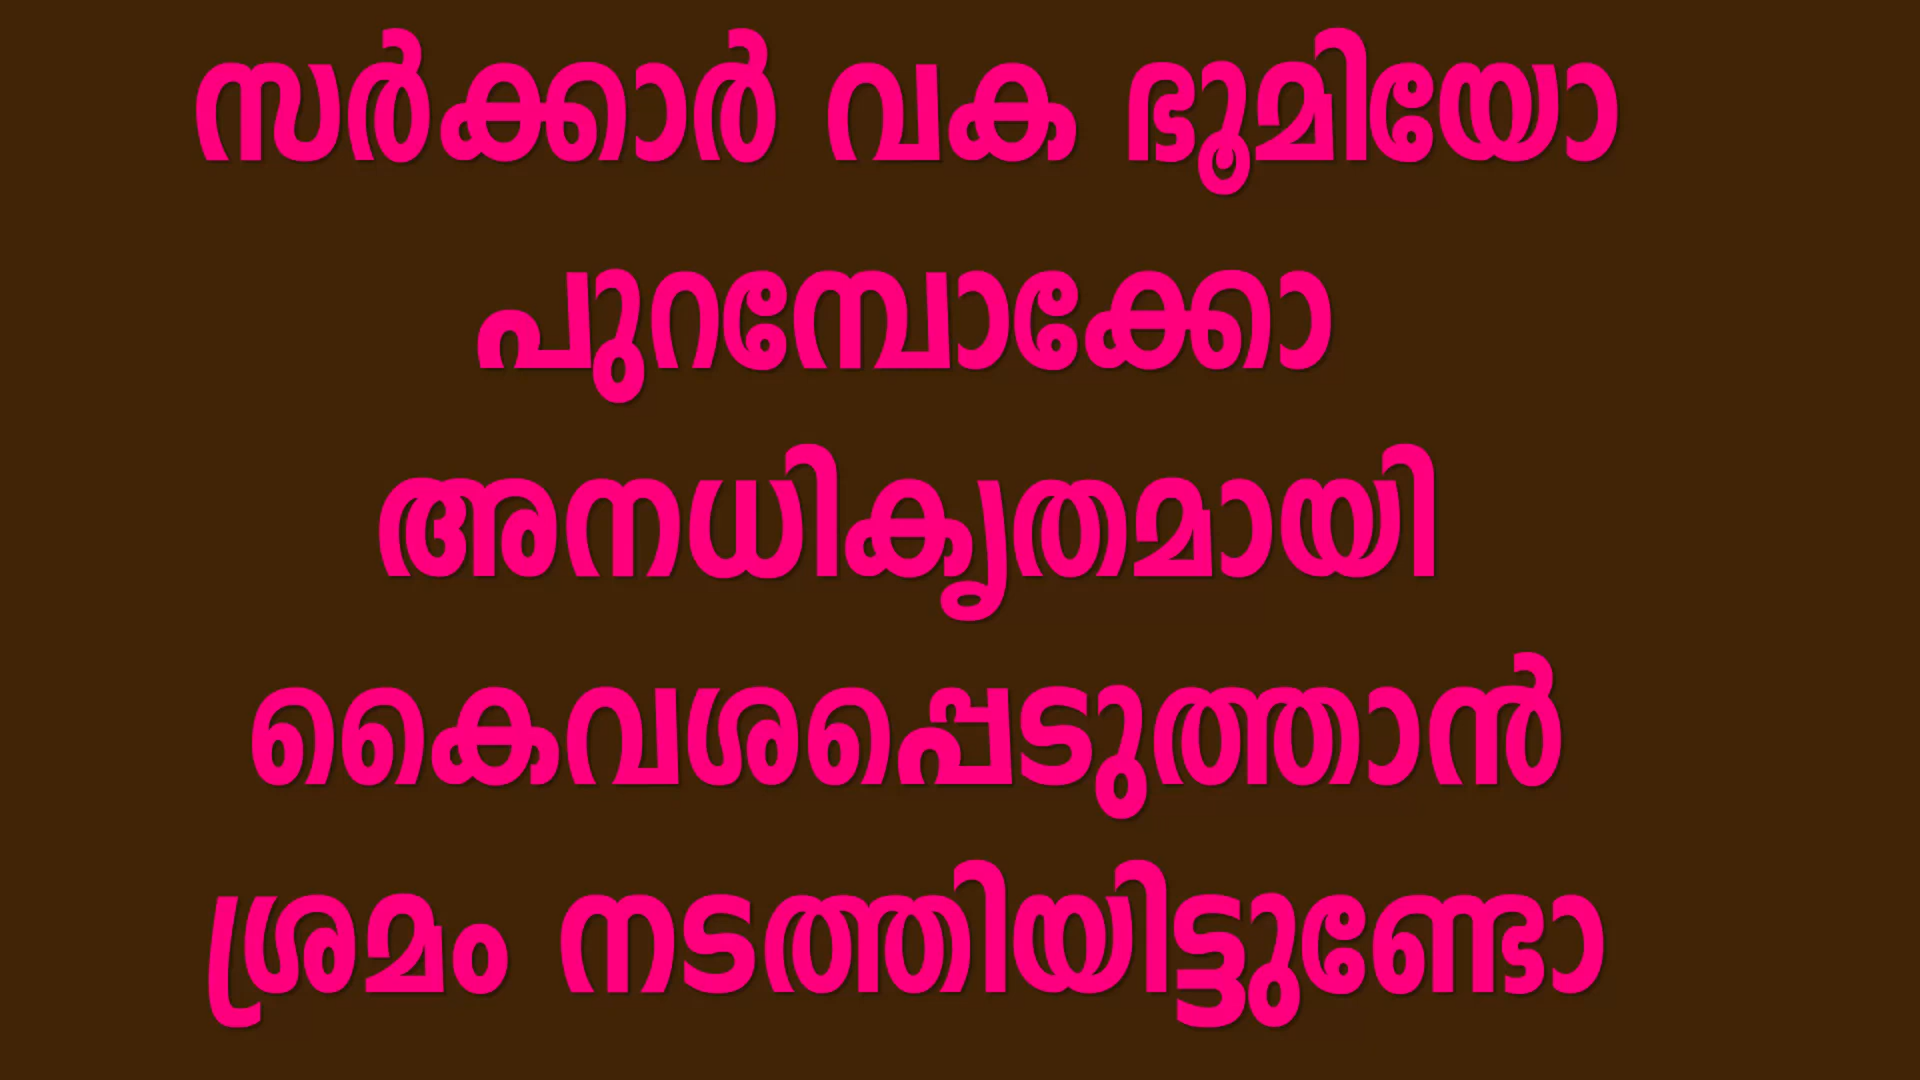 സർക്കാർ വക ഭൂമിയോ
പുറമ്പോക്കോ
അനധികൃതമായി
കൈവശപ്പെടുത്താൻ
ശ്രമം നടത്തിയിട്ടുണ്ടോ